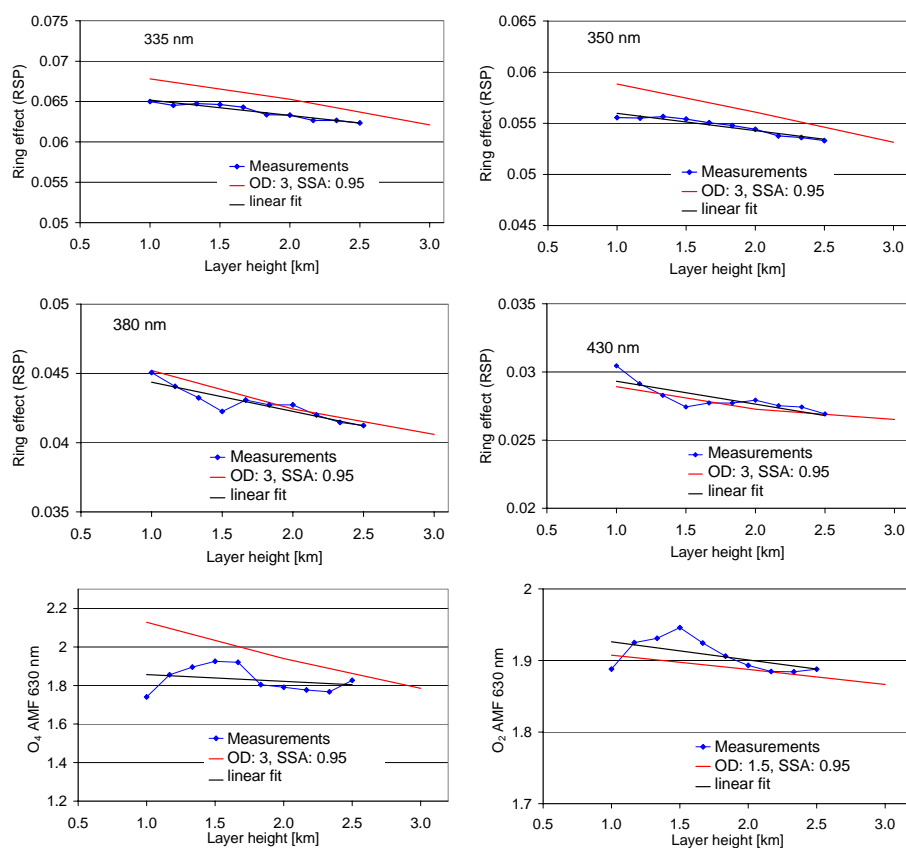 335 nm
Ring effect (RSP)
0.075
0.07
0.065
0.06
0.055
0.05
Measurements
OD: 3, SSA: 0.95
linear fit
0.5 1.0 1.5 2.0 2.5 3.0
Layer height [km]
350 nm
Ring effect (RSP)
0.065
0.06
0.055
0.05
0.045
Measurements
OD: 3, SSA: 0.95
linear fit
0.5 1.0 1.5 2.0 2.5 3.0
Layer height [km]
380 nm
Ring effect (RSP)
0.05
0.045
0.04
0.035
Measurements
OD: 3, SSA: 0.95
linear fit
0.5 1.0 1.5 2.0 2.5 3.0
Layer height [km]
430 nm
Ring effect (RSP)
0.035
0.03
0.025
0.02
Measurements
OD: 3, SSA: 0.95
linear fit
0.5 1.0 1.5 2.0 2.5 3.0
Layer height [km]
O₄ AMF 630 nm
2.2
2
1.8
1.6
1.4
1.2
Measurements
OD: 3, SSA: 0.95
linear fit
0.5 1.0 1.5 2.0 2.5 3.0
Layer height [km]
O₂ AMF 630 nm
2
1.9
1.8
1.7
Measurements
OD: 1.5, SSA: 0.95
linear fit
0.5 1.0 1.5 2.0 2.5 3.0
Layer height [km]